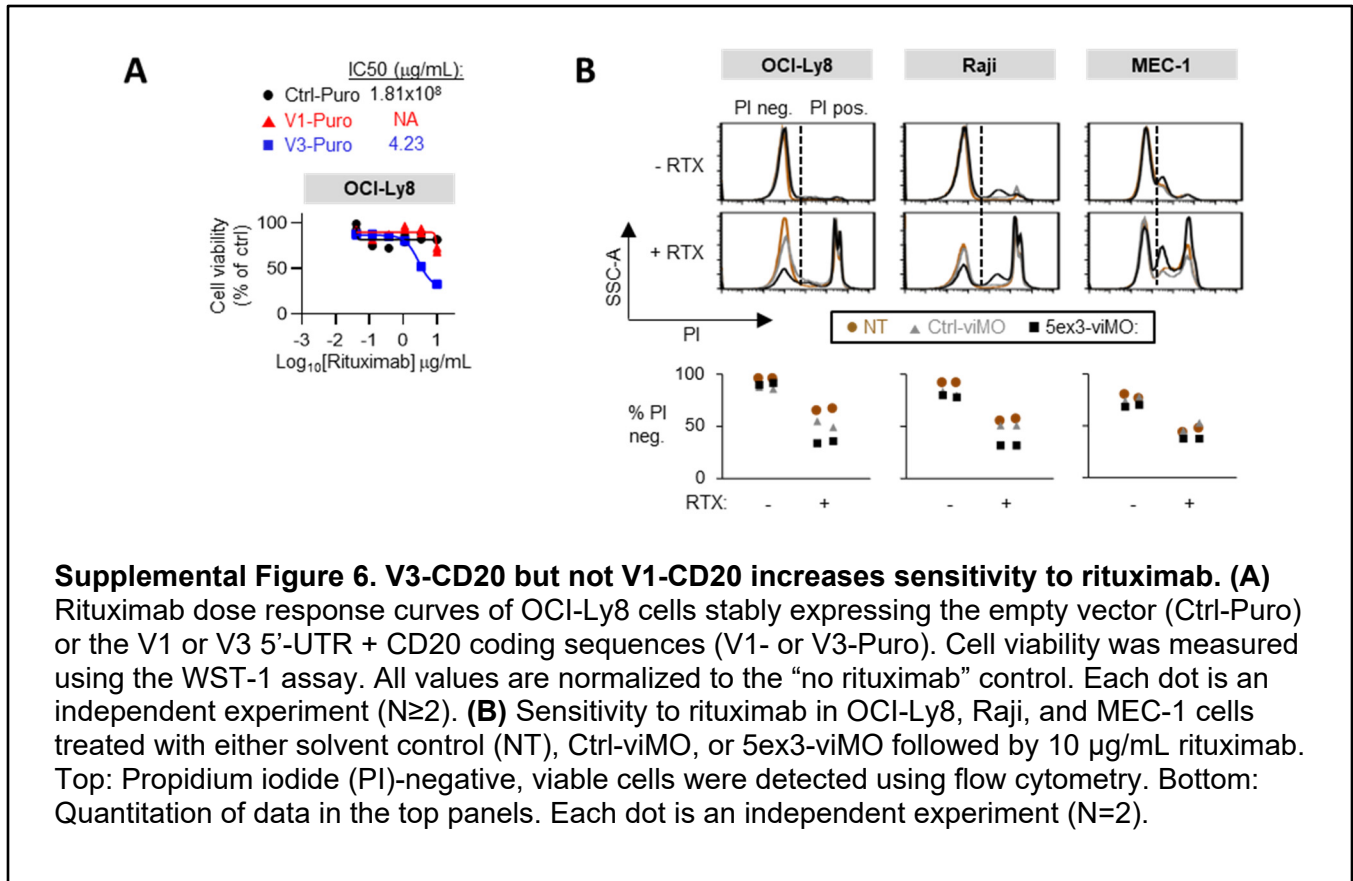 A
IC50 (µg/mL):
Ctrl-Puro 1.81x10⁸
V1-Puro NA
V3-Puro 4.23
OCI-Ly8
100
50
0
Cell viability
(% of ctrl)
-3 -2 -1 0 1
Log₁₀[Rituximab] µg/mL
B
OCI-Ly8 Raji MEC-1
PI neg. PI pos.
- RTX
+ RTX
SSC-A
PI
NT Ctrl-viMO 5ex3-viMO:
100
50
0
% PI
neg.
RTX: - + - + - +
Supplemental Figure 6. V3-CD20 but not V1-CD20 increases sensitivity to rituximab. (A)
Rituximab dose response curves of OCI-Ly8 cells stably expressing the empty vector (Ctrl-Puro)
or the V1 or V3 5’-UTR + CD20 coding sequences (V1- or V3-Puro). Cell viability was measured
using the WST-1 assay. All values are normalized to the “no rituximab” control. Each dot is an
independent experiment (N≥2). (B) Sensitivity to rituximab in OCI-Ly8, Raji, and MEC-1 cells
treated with either solvent control (NT), Ctrl-viMO, or 5ex3-viMO followed by 10 µg/mL rituximab.
Top: Propidium iodide (PI)-negative, viable cells were detected using flow cytometry. Bottom:
Quantitation of data in the top panels. Each dot is an independent experiment (N=2).